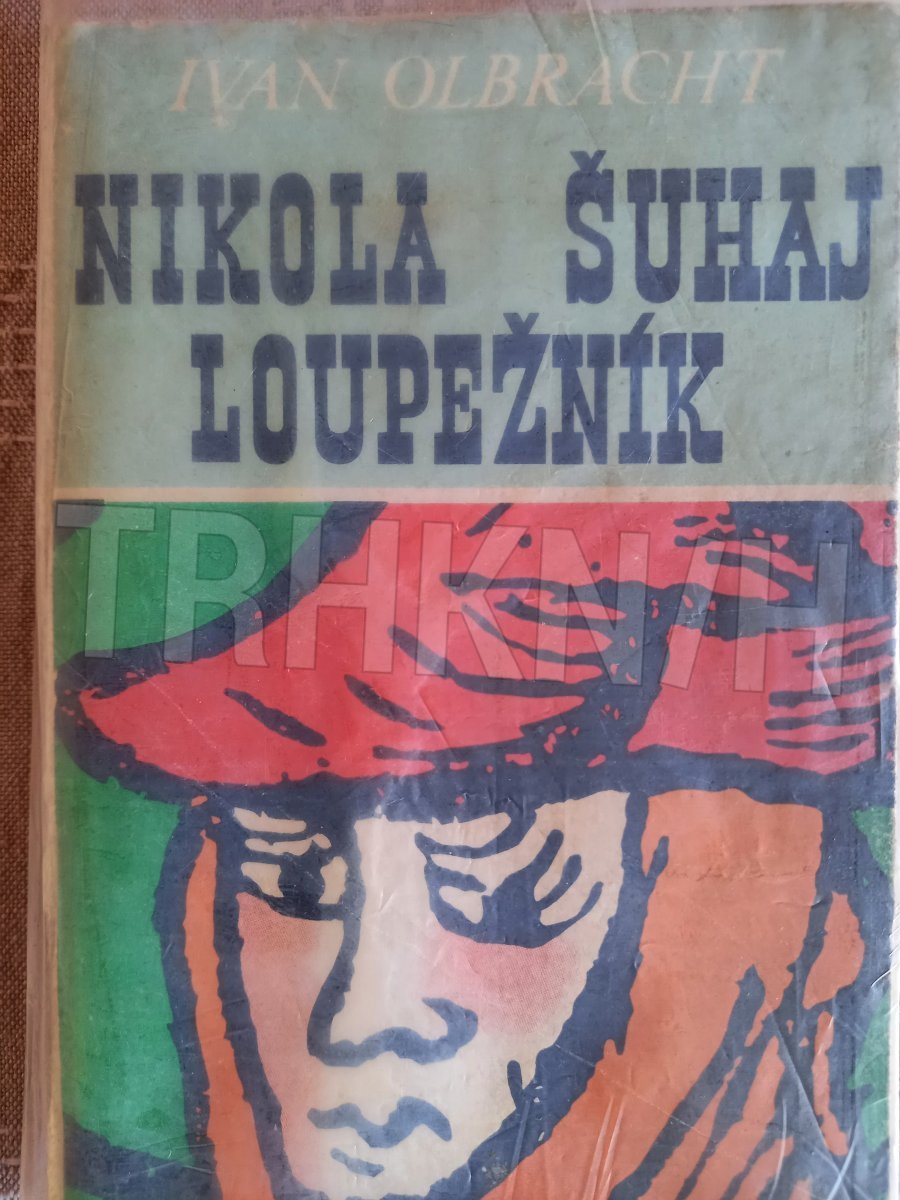 IVAN OLBRACHT
NIKOLA ŠUHAJ
LOUPEŽNÍK
TRHKNIH